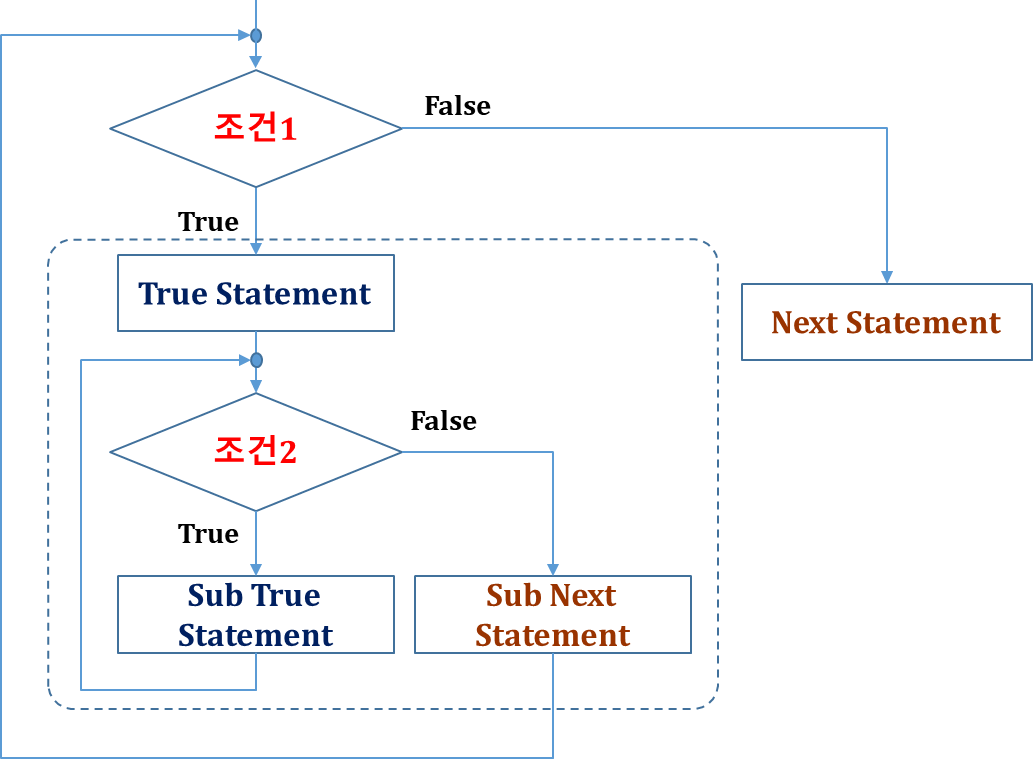 False
조건1
True
True Statement
Next Statement
False
조건2
True
Sub True
Statement
Sub Next
Statement